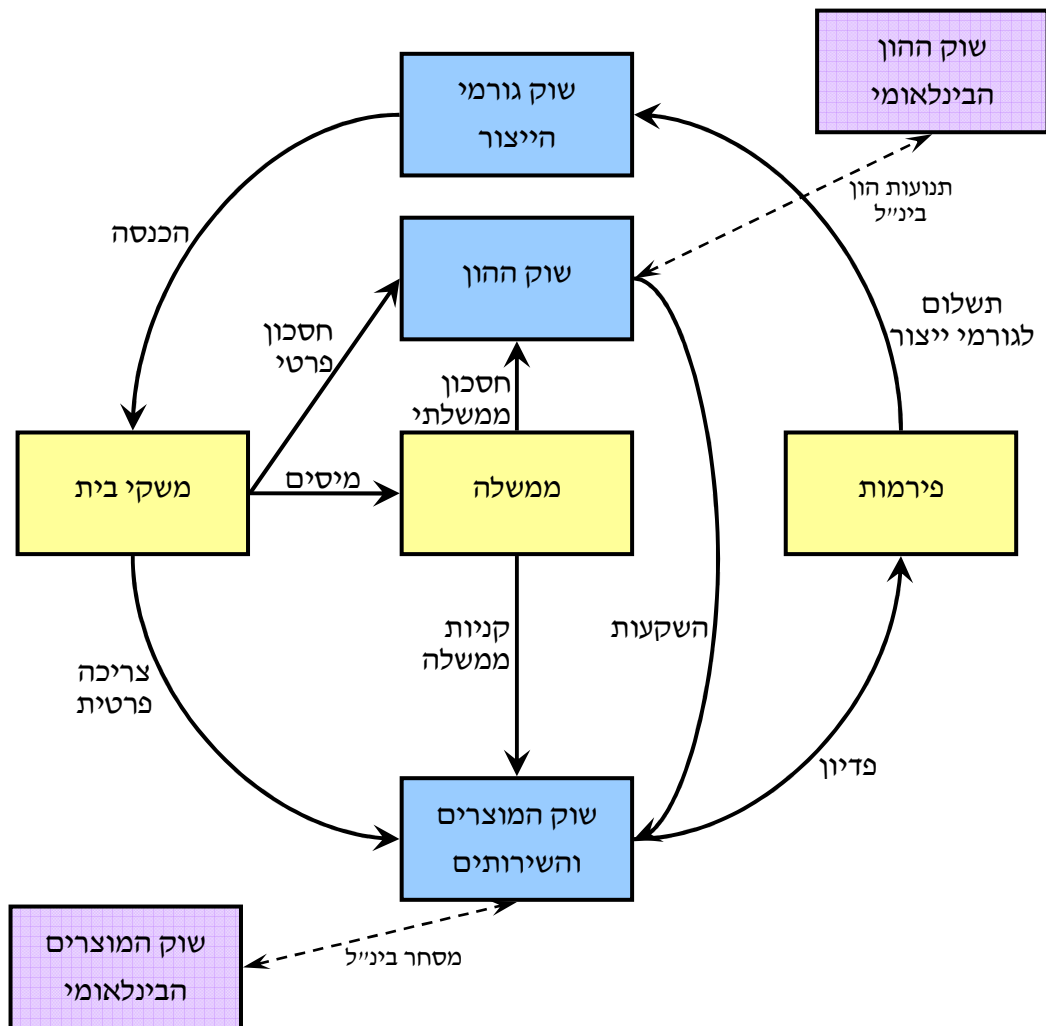 שוק ההון
הבינלאומי
שוק גורמי
הייצור
תנועות הון
בינ״ל
הכנסה
שוק ההון
תשלום
לגורמי ייצור
חסכון
פרטי
חסכון
ממשלתי
משקי בית
מיסים
ממשלה
פירמות
קניות
ממשלה
השקעות
צריכה
פרטית
פדיון
שוק המוצרים
והשירותים
שוק המוצרים
הבינלאומי
מסחר בינ״ל